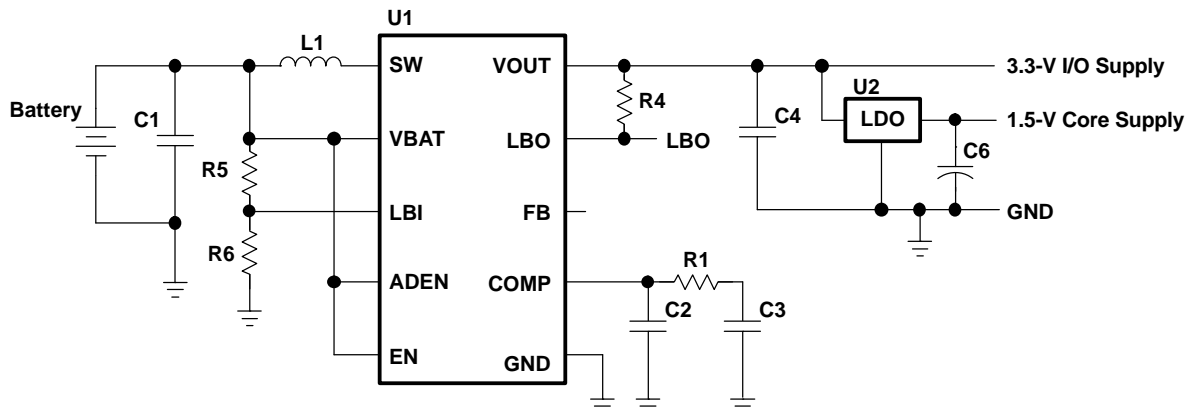 U1
L1
SW
VOUT
3.3-V I/O Supply
U2
Battery
C1
R4
C4
LDO
1.5-V Core Supply
VBAT
LBO
LBO
C6
R5
LBI
FB
GND
R6
R1
ADEN
COMP
C2
C3
EN
GND